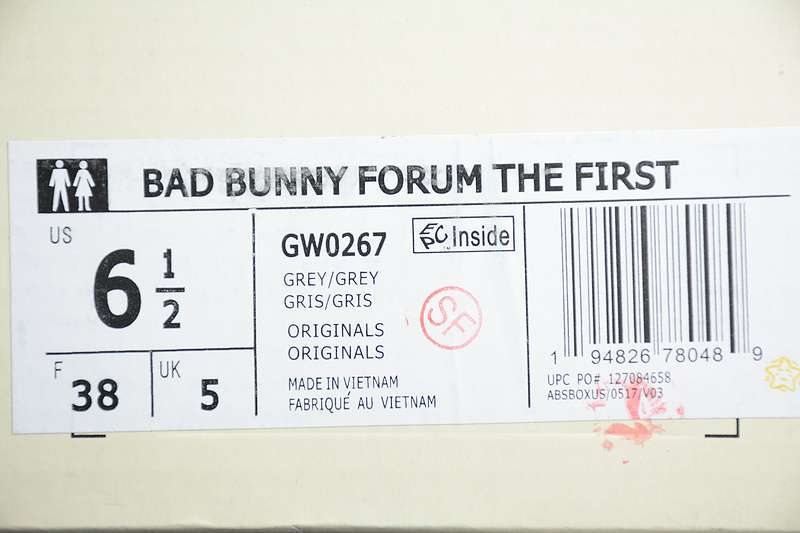 BAD BUNNY FORUM THE FIRST
US
6 1/2
F
38
UK
5
GW0267
EPC Inside
GREY/GREY
GRIS/GRIS
ORIGINALS
ORIGINALS
SF
MADE IN VIETNAM
FABRIQUÉ AU VIETNAM
1 94826 78048 9
UPC PO# 127084658
ABSBOXUS/0517/V03